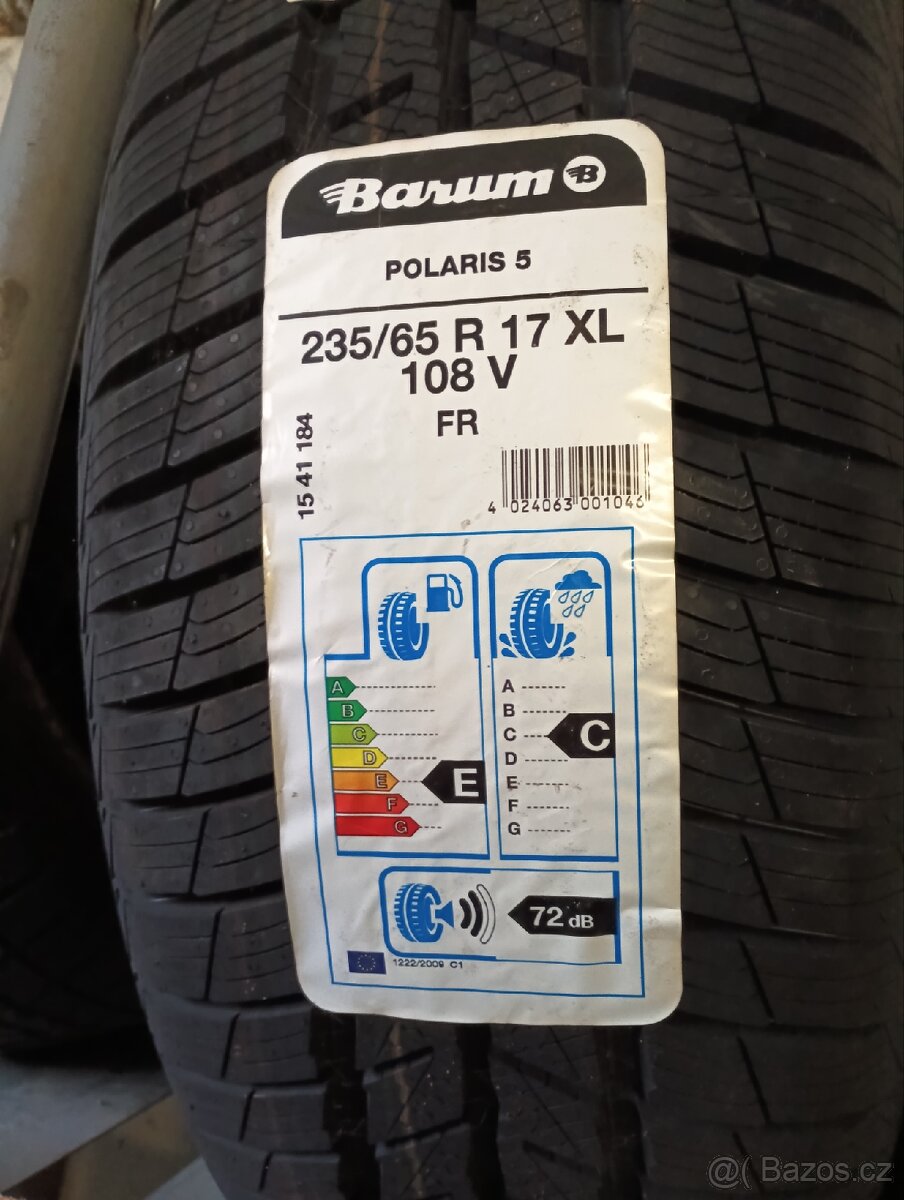 Barum B
POLARIS 5
235/65 R 17 XL
108 V
FR
15 41 184
4 024063 001046
A
B
C
D
E
F
G
E
A
B
C
D
E
F
G
C
72 dB
1222/2009 C1
@( Bazos.cz